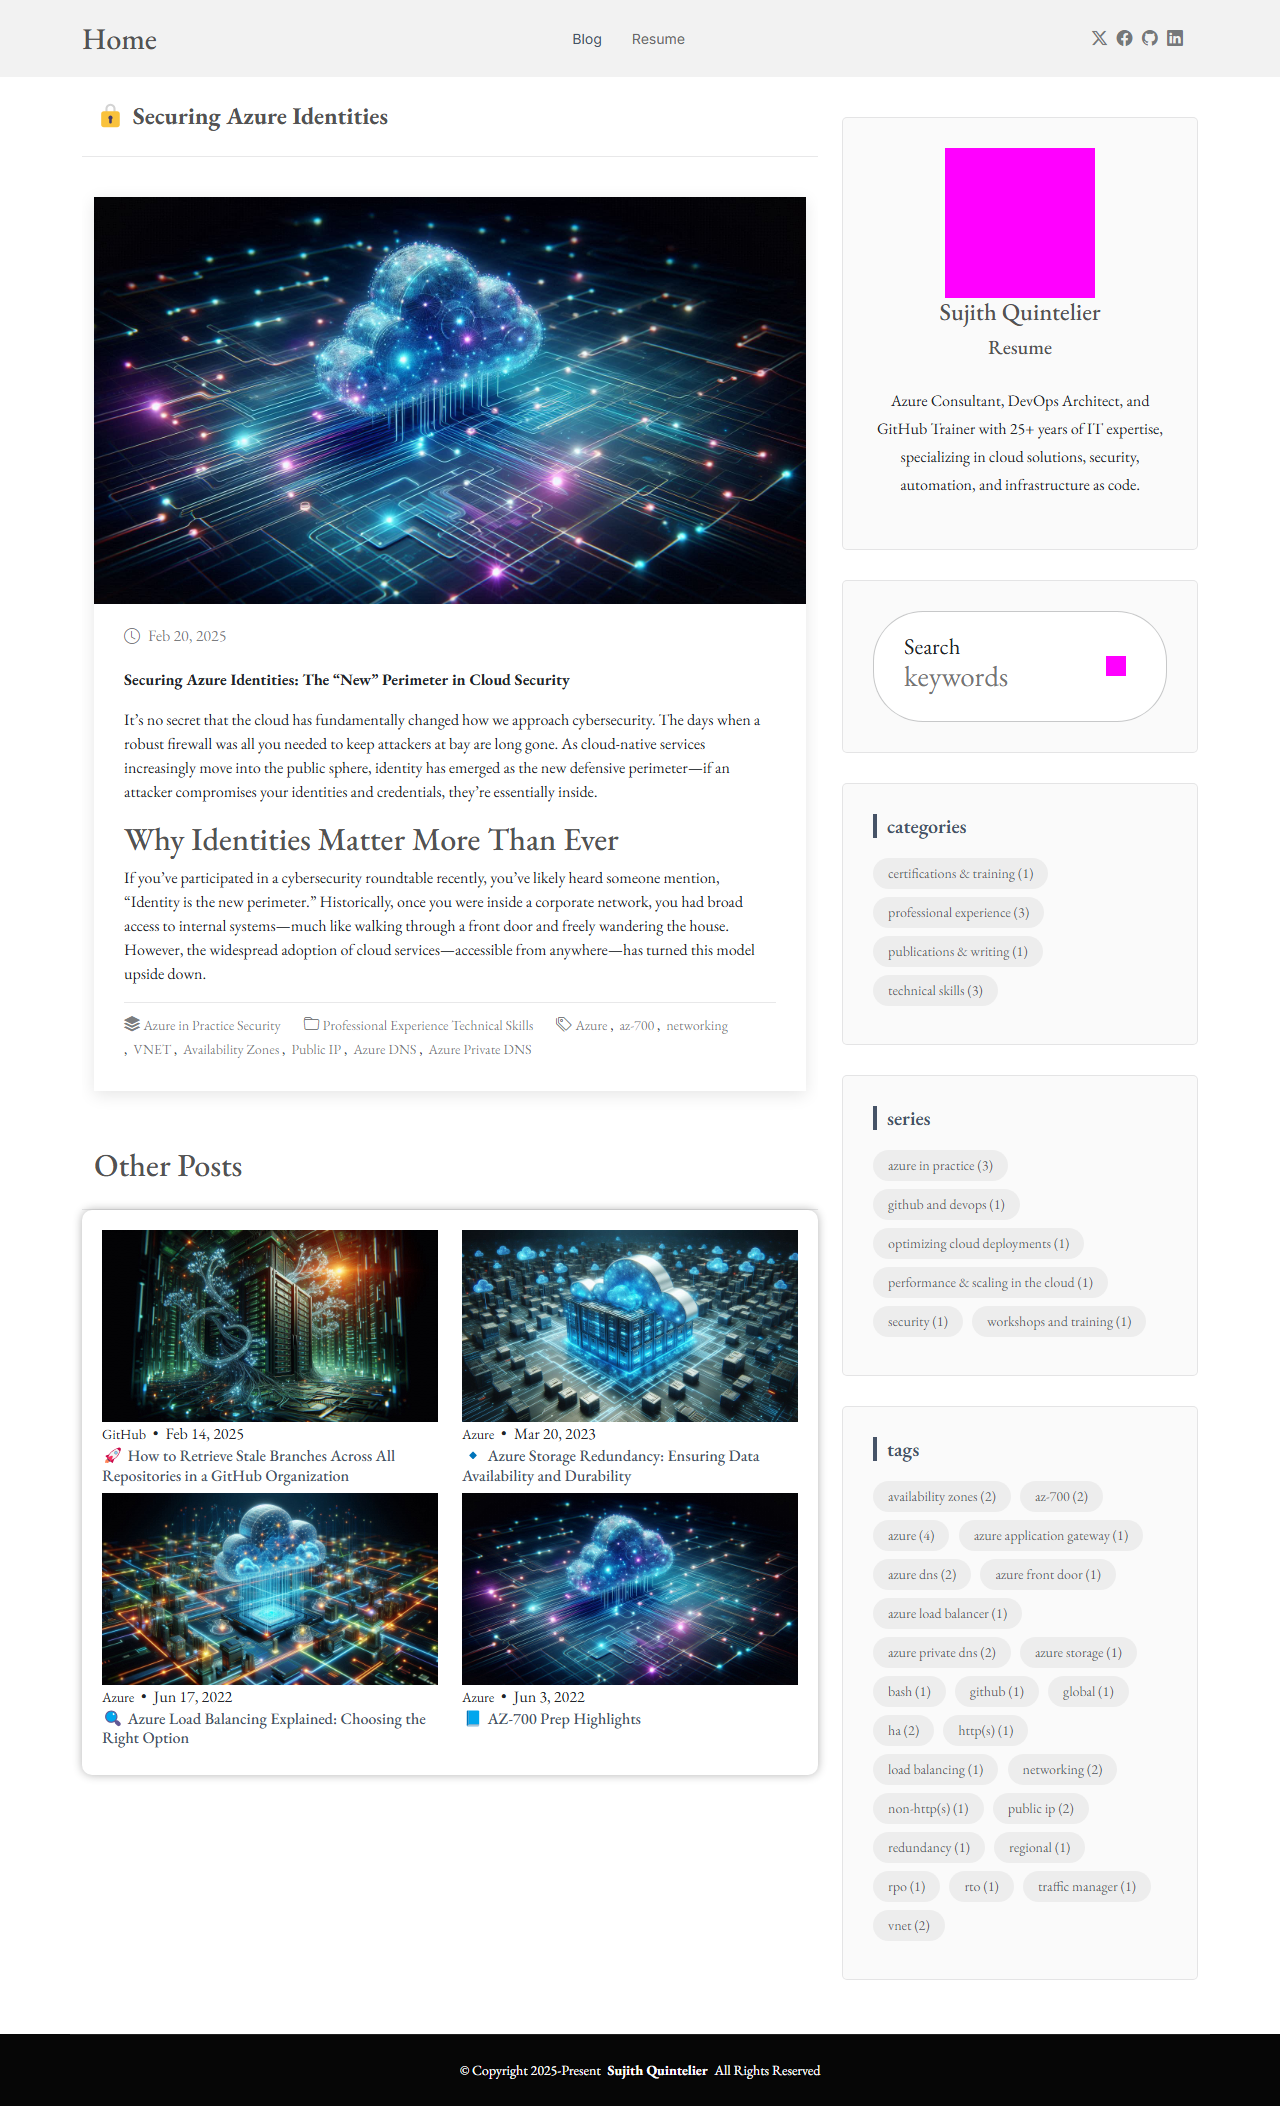 Home
Blog
Resume
Securing Azure Identities
Feb 20, 2025
Securing Azure Identities: The “New” Perimeter in Cloud Security
It’s no secret that the cloud has fundamentally changed how we approach cybersecurity. The days when a
robust firewall was all you needed to keep attackers at bay are long gone. As cloud-native services
increasingly move into the public sphere, identity has emerged as the new defensive perimeter—if an
attacker compromises your identities and credentials, they’re essentially inside.
Why Identities Matter More Than Ever
If you’ve participated in a cybersecurity roundtable recently, you’ve likely heard someone mention,
“Identity is the new perimeter.” Historically, once you were inside a corporate network, you had broad
access to internal systems—much like walking through a front door and freely wandering the house.
However, the widespread adoption of cloud services—accessible from anywhere—has turned this model
upside down.
Azure in Practice Security Professional Experience Technical Skills Azure , az-700 , networking
, VNET , Availability Zones , Public IP , Azure DNS , Azure Private DNS
Other Posts
GitHub • Feb 14, 2025
How to Retrieve Stale Branches Across All
Repositories in a GitHub Organization
Azure • Mar 20, 2023
Azure Storage Redundancy: Ensuring Data
Availability and Durability
Azure • Jun 17, 2022
Azure Load Balancing Explained: Choosing the
Right Option
Azure • Jun 3, 2022
AZ-700 Prep Highlights
Sujith Quintelier
Resume
Azure Consultant, DevOps Architect, and
GitHub Trainer with 25+ years of IT expertise,
specializing in cloud solutions, security,
automation, and infrastructure as code.
Search
keywords
categories
certifications & training (1)
professional experience (3)
publications & writing (1)
technical skills (3)
series
azure in practice (3)
github and devops (1)
optimizing cloud deployments (1)
performance & scaling in the cloud (1)
security (1) workshops and training (1)
tags
availability zones (2) az-700 (2)
azure (4) azure application gateway (1)
azure dns (2) azure front door (1)
azure load balancer (1)
azure private dns (2) azure storage (1)
bash (1) github (1) global (1)
ha (2) http(s) (1)
load balancing (1) networking (2)
non-http(s) (1) public ip (2)
redundancy (1) regional (1)
rpo (1) rto (1) traffic manager (1)
vnet (2)
© Copyright 2025-Present Sujith Quintelier All Rights Reserved